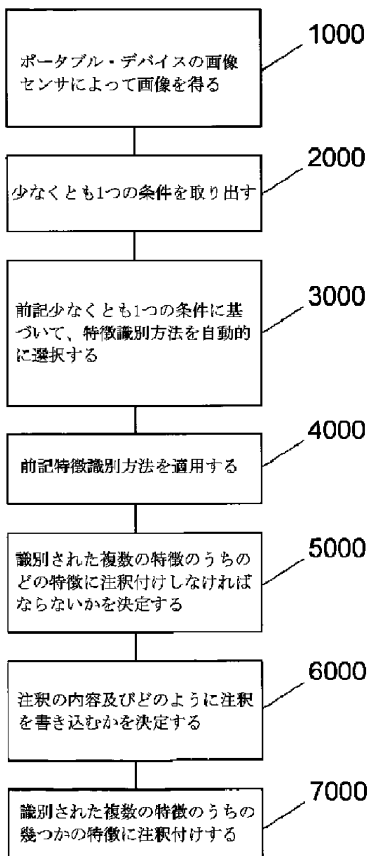 1000
ポータブル・デバイスの画像
センサによって画像を得る
2000
少なくとも1つの条件を取り出す
3000
前記少なくとも1つの条件に基
づいて、特徴識別方法を自動的
に選択する
4000
前記特徴識別方法を適用する
5000
識別された複数の特徴のうちの
どの特徴に注釈付けしなければ
ならないかを決定する
6000
注釈の内容及びどのように注釈
を書き込むかを決定する
7000
識別された複数の特徴のうちの
幾つかの特徴に注釈付けする